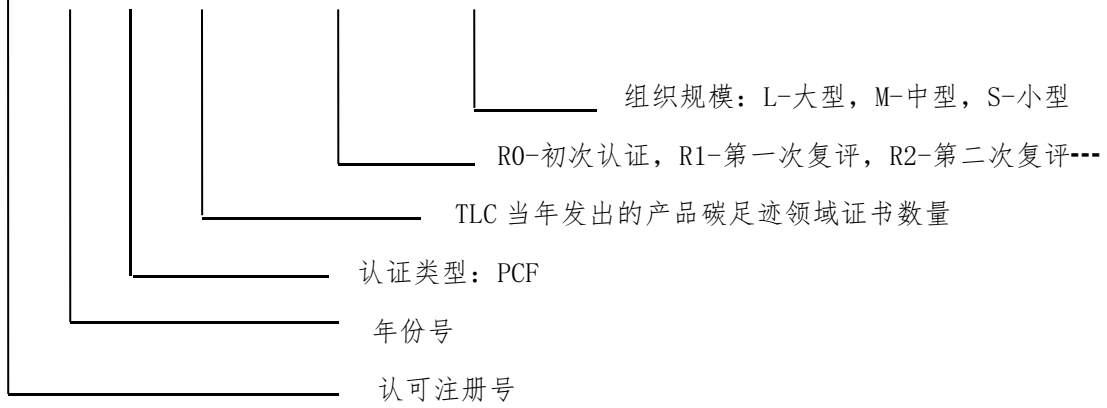 组织规模：L-大型，M-中型，S-小型
R0-初次认证，R1-第一次复评，R2-第二次复评---
TLC 当年发出的产品碳足迹领域证书数量
认证类型：PCF
年份号
认可注册号